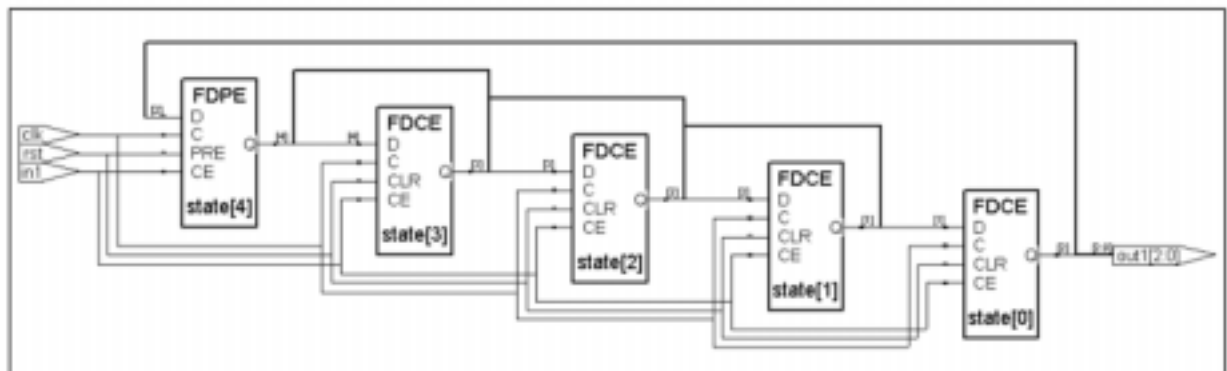 FDPE
D
C
PRE
CE
Q
state[4]
clk
rst
in1
FDCE
D
C
CLR
CE
Q
state[3]
FDCE
D
C
CLR
CE
Q
state[2]
FDCE
D
C
CLR
CE
Q
state[1]
FDCE
D
C
CLR
CE
Q
state[0]
out1[2:0]